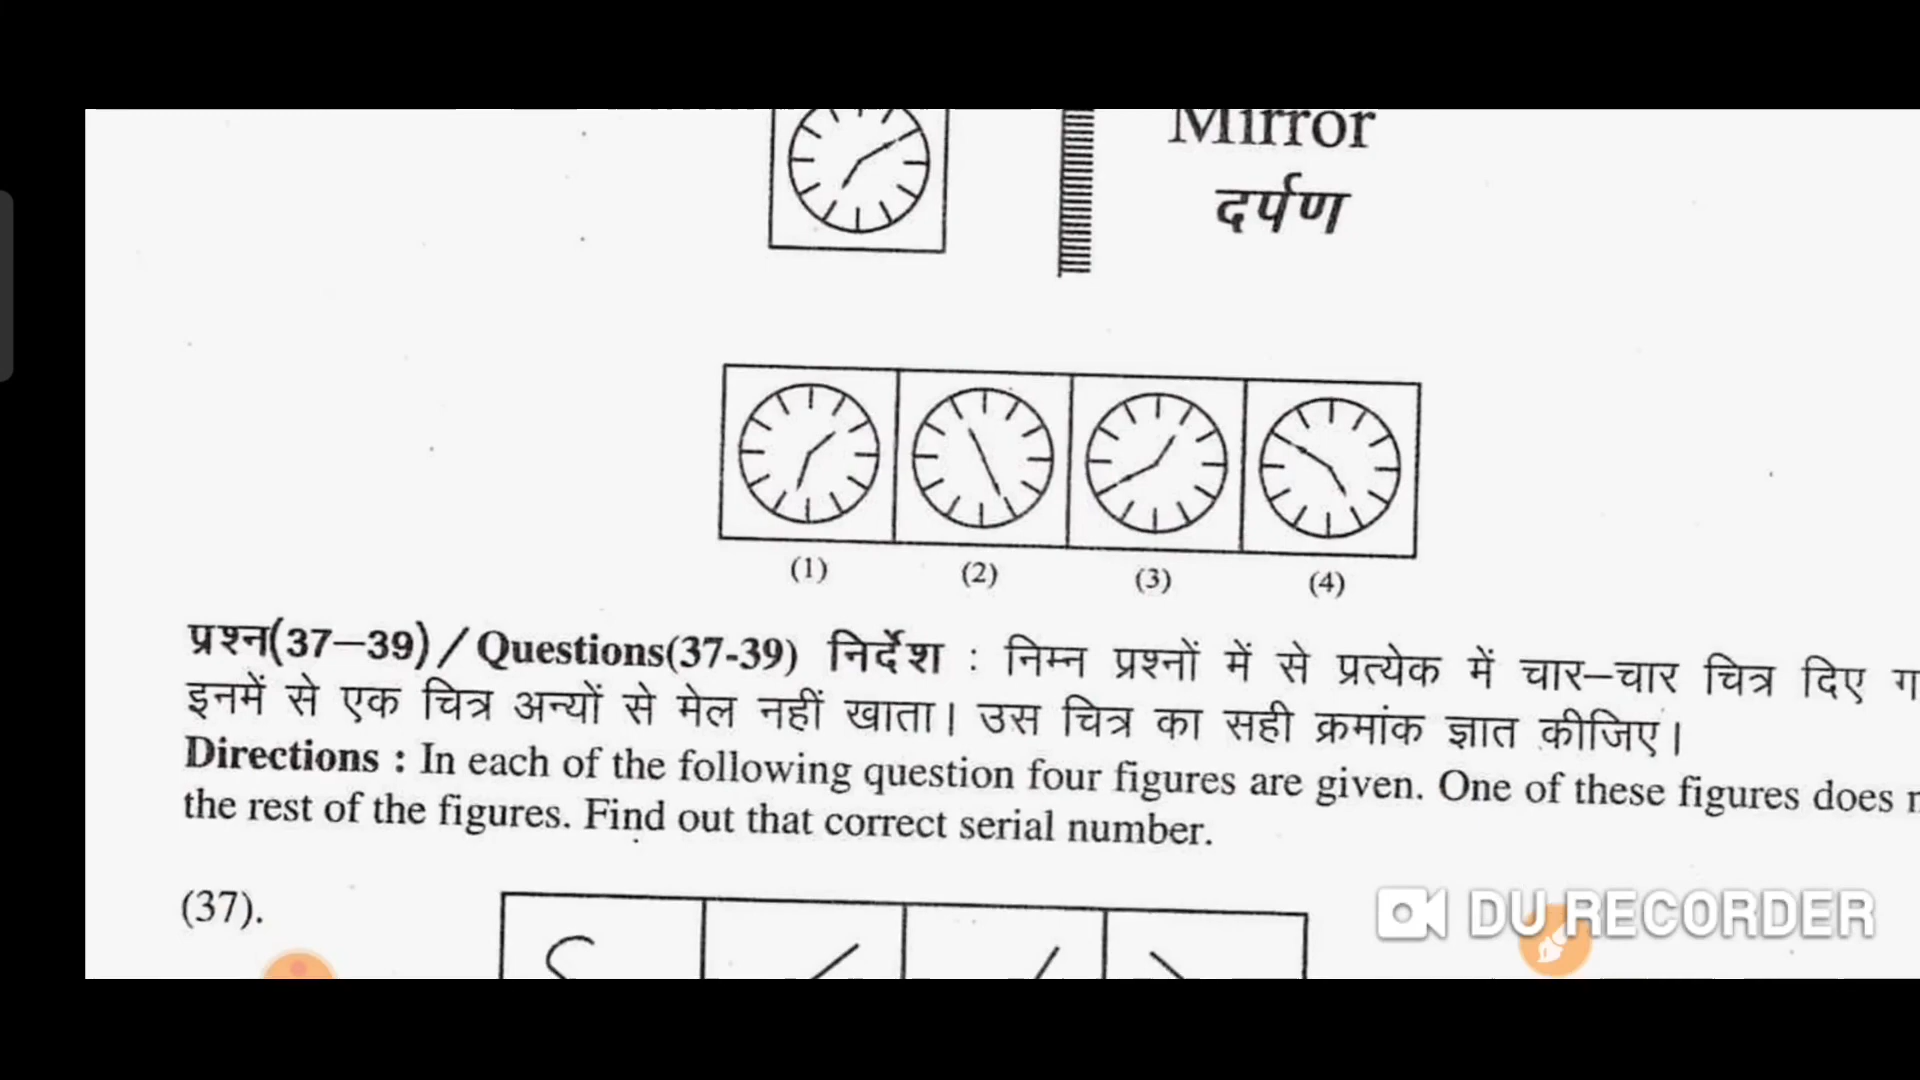 Mirror
दर्पण
(1) (2) (3) (4)
प्रश्न(37–39) / Questions(37-39) निर्देश : निम्न प्रश्नों में से प्रत्येक में चार–चार चित्र दिए ग
इनमें से एक चित्र अन्यों से मेल नहीं खाता। उस चित्र का सही क्रमांक ज्ञात कीजिए।
Directions : In each of the following question four figures are given. One of these figures does
the rest of the figures. Find out that correct serial number.
(37).
DU RECORDER